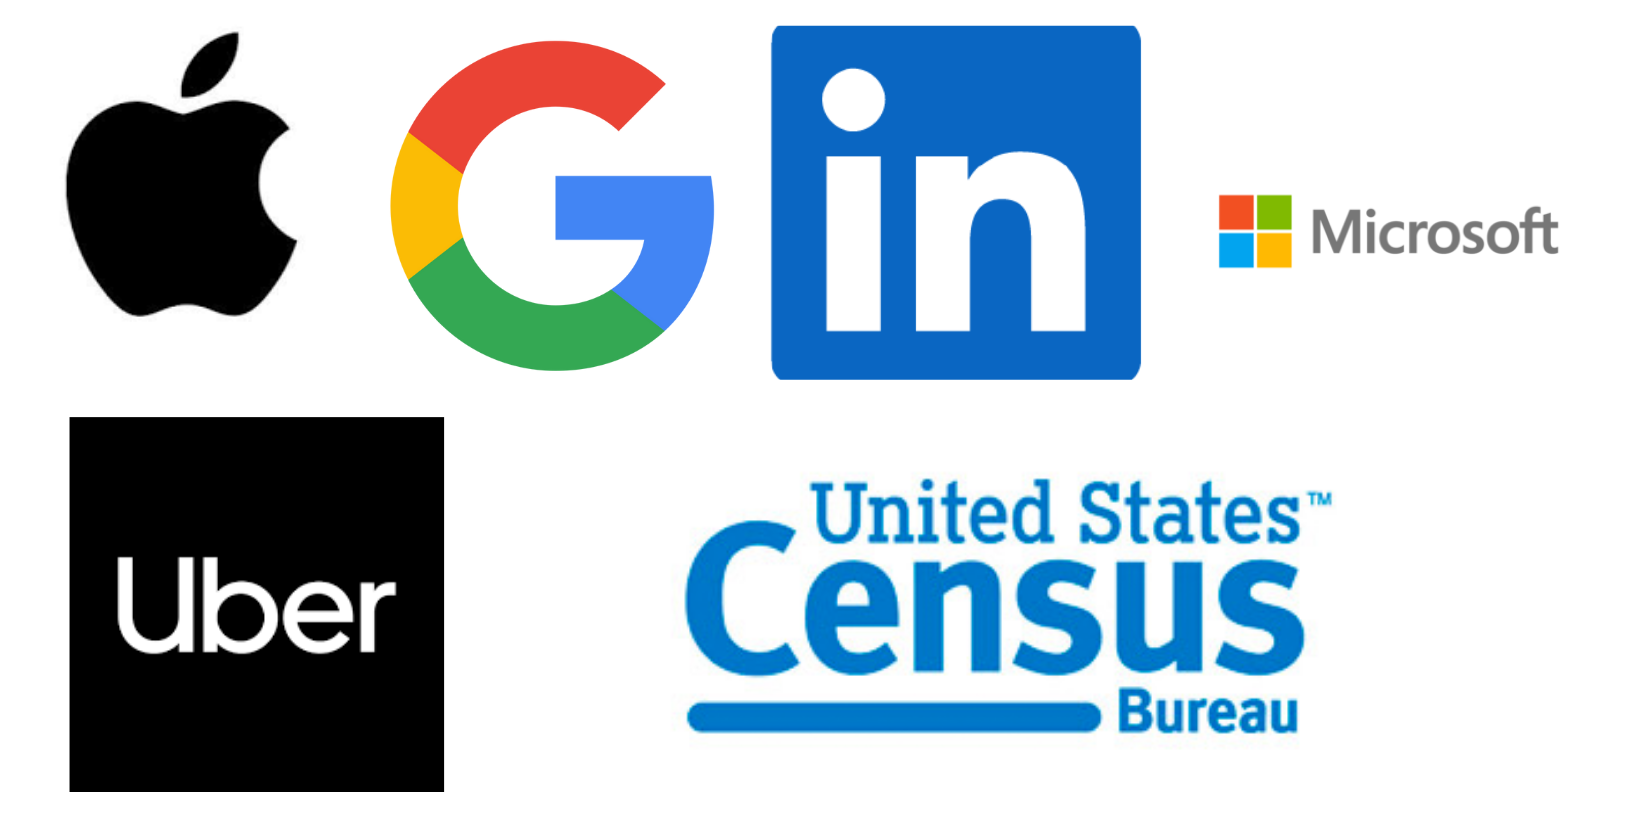 in
Microsoft
Uber
United States™
Census
Bureau